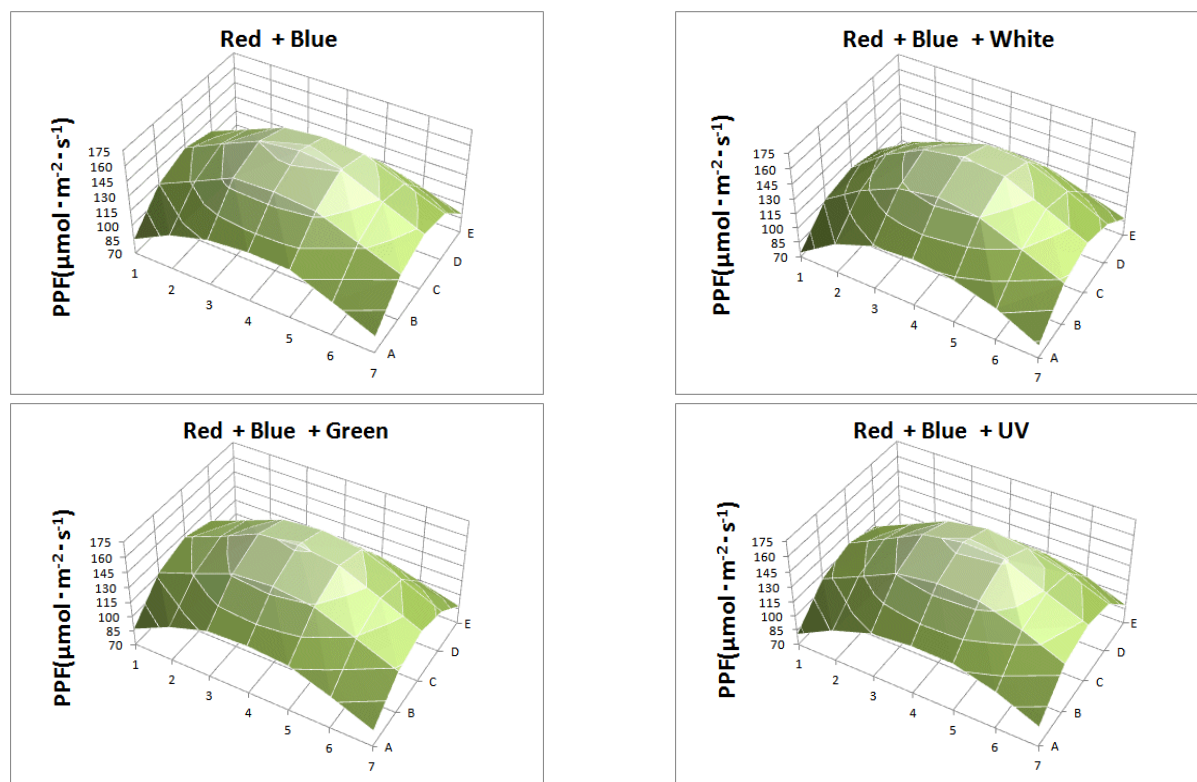 Red + Blue
PPF(µmol·m-2·s-1)
175
160
145
130
115
100
85
70
1
2
3
4
5
6
7
A
B
C
D
E
Red + Blue + White
PPF(µmol·m-2·s-1)
175
160
145
130
115
100
85
70
1
2
3
4
5
6
7
A
B
C
D
E
Red + Blue + Green
PPF(µmol·m-2·s-1)
175
160
145
130
115
100
85
70
1
2
3
4
5
6
7
A
B
C
D
E
Red + Blue + UV
PPF(µmol·m-2·s-1)
175
160
145
130
115
100
85
70
1
2
3
4
5
6
7
A
B
C
D
E